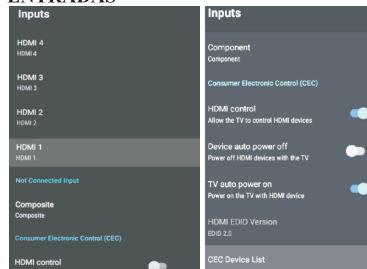 ENTRADAS
Inputs
HDMI 4
HDMI 4
HDMI 3
HDMI 3
HDMI 2
HDMI 2
HDMI 1
HDMI 1
Not Connected Input
Composite
Composite
Consumer Electronic Control (CEC)
HDMI control
Inputs
Component
Component
Consumer Electronic Control (CEC)
HDMI control
Allow the TV to control HDMI devices
Device auto power off
Power off HDMI devices with the TV
TV auto power on
Power on the TV with HDMI device
HDMI EDID Version
EDID 2.0
CEC Device List